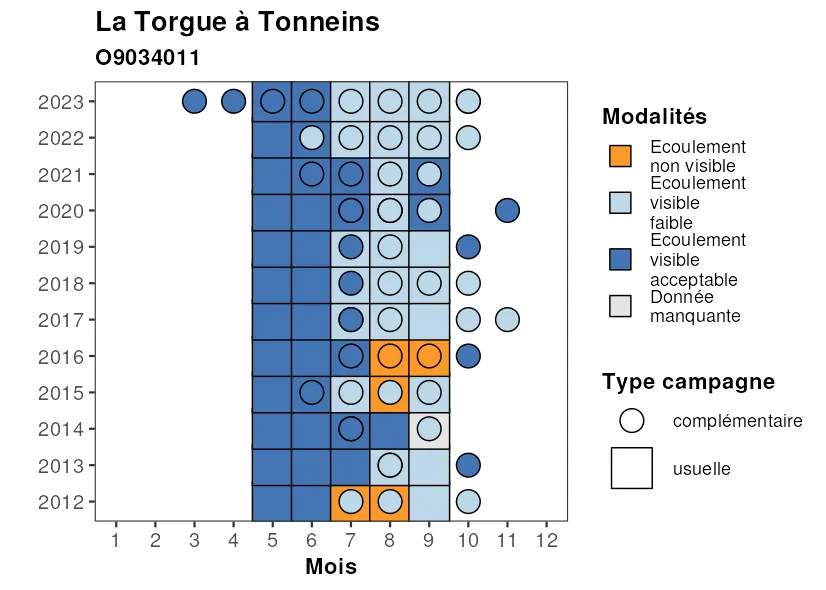 La Torgue à Tonneins
O9034011
2023
2022
2021
2020
2019
2018
2017
2016
2015
2014
2013
2012
1 2 3 4 5 6 7 8 9 10 11 12
Mois
Modalités
Ecoulement
non visible
Ecoulement
visible
faible
Ecoulement
visible
acceptable
Donnée
manquante
Type campagne
complémentaire
usuelle